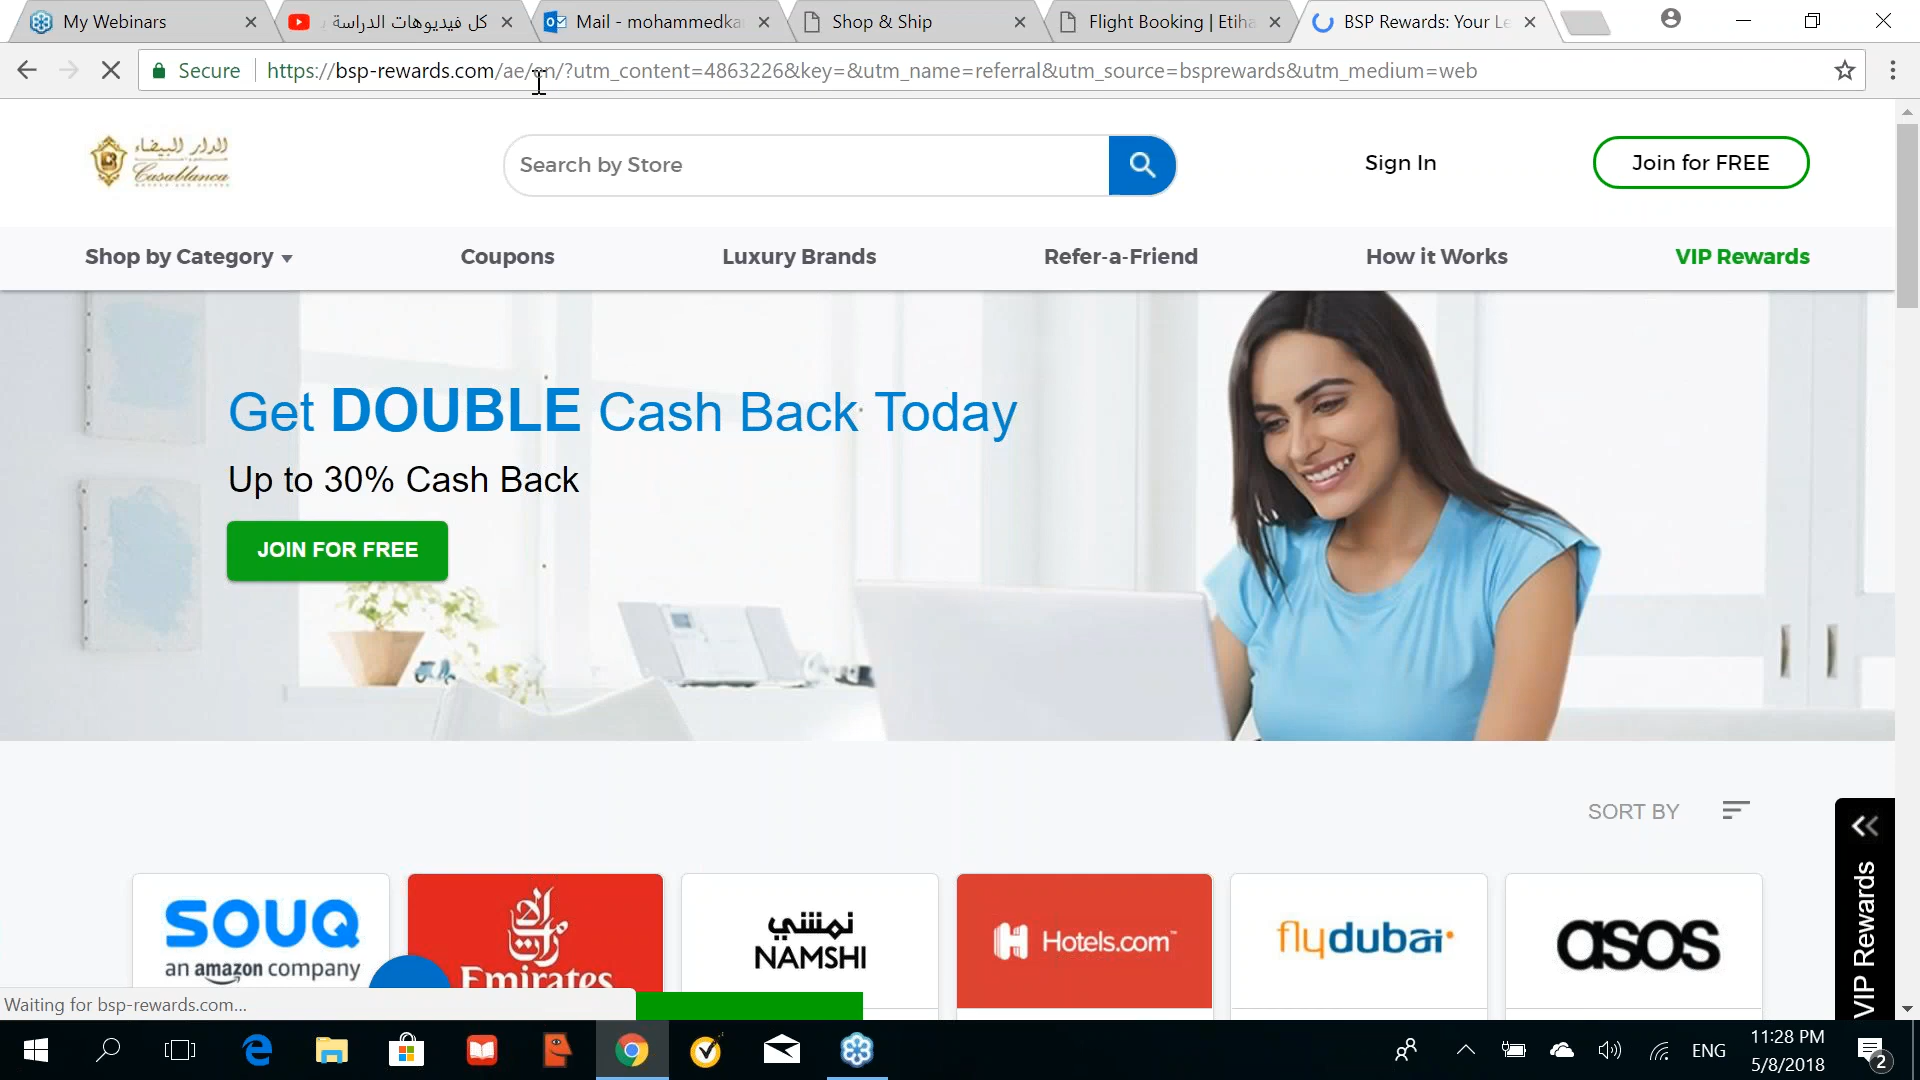 My Webinars
كل فيديوهات الدراسة
Mail - mohammedka
Shop & Ship
Flight Booking | Etiha
BSP Rewards: Your Le
Secure
https://bsp-rewards.com/ae/en/?utm_content=4863226&key=&utm_name=referral&utm_source=bsprewards&utm_medium=web
الدار البيضاء
Casablanca
Search by Store
Sign In
Join for FREE
Shop by Category
Coupons
Luxury Brands
Refer-a-Friend
How it Works
VIP Rewards
Get DOUBLE Cash Back Today
Up to 30% Cash Back
JOIN FOR FREE
SORT BY
SOUQ
an amazon company
Emirates
نمشي
NAMSHI
Hotels.com
flydubai
asos
VIP Rewards
Waiting for bsp-rewards.com...
ENG
11:28 PM
5/8/2018
2